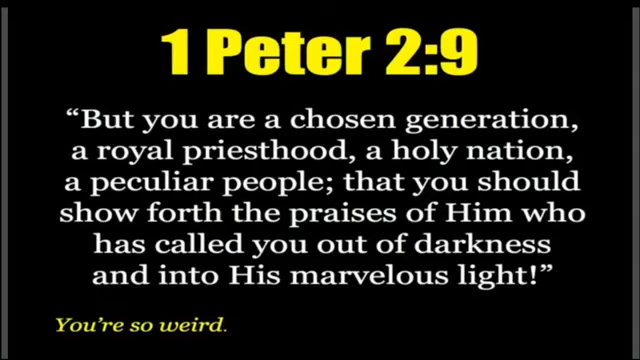 1 Peter 2:9
“But you are a chosen generation,
a royal priesthood, a holy nation,
a peculiar people; that you should
show forth the praises of Him who
has called you out of darkness
and into His marvelous light!”
You’re so weird.